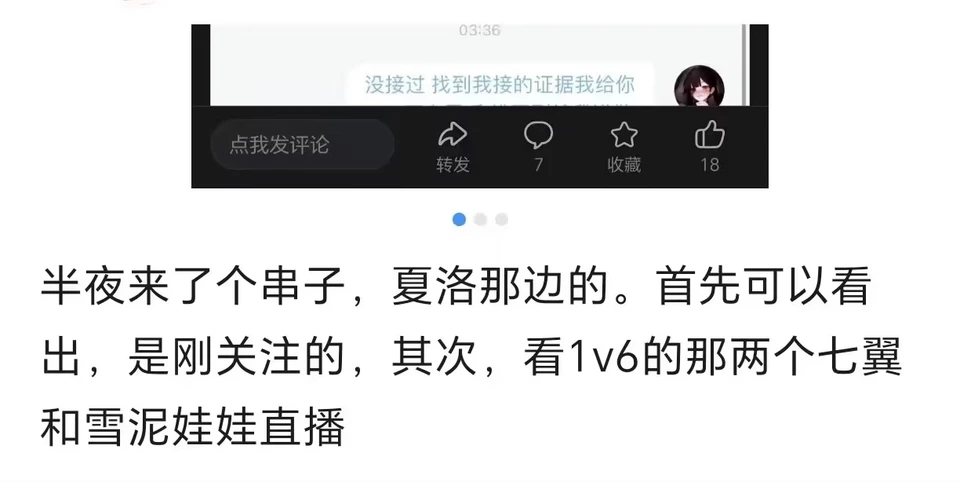 03:36
没接过 找到我接的证据我给你
点我发评论
转发
7
收藏
18
半夜来了个串子，夏洛那边的。首先可以看
出，是刚关注的，其次，看1v6的那两个七翼
和雪泥娃娃直播